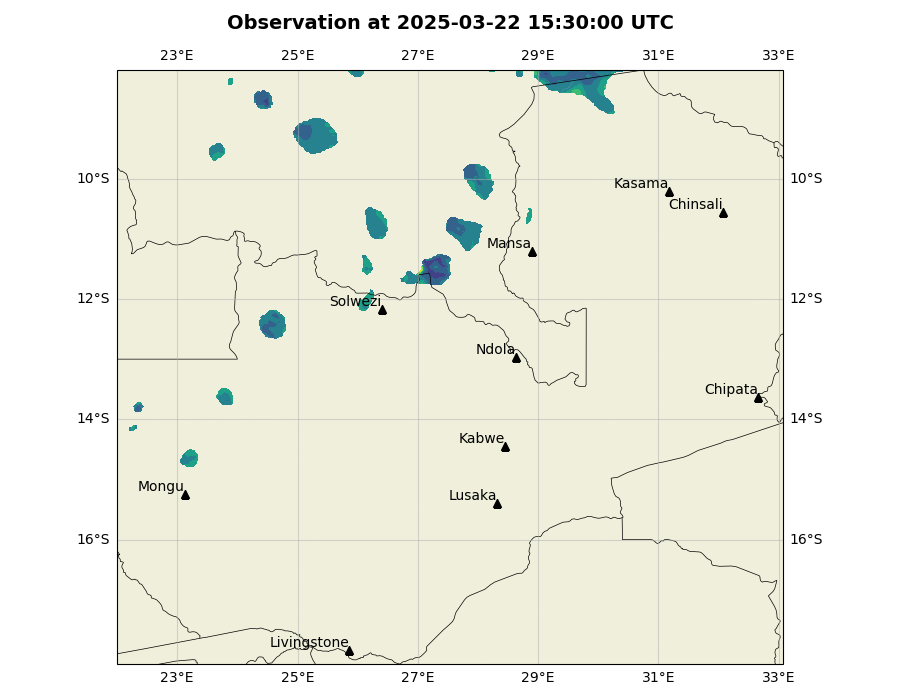 Observation at 2025-03-22 15:30:00 UTC
23°E 25°E 27°E 29°E 31°E 33°E
10°S 10°S
Kasama
Chinsali
Mansa
12°S 12°S
Solwezi
Ndola
Chipata
14°S 14°S
Kabwe
Mongu
Lusaka
16°S 16°S
Livingstone
23°E 25°E 27°E 29°E 31°E 33°E